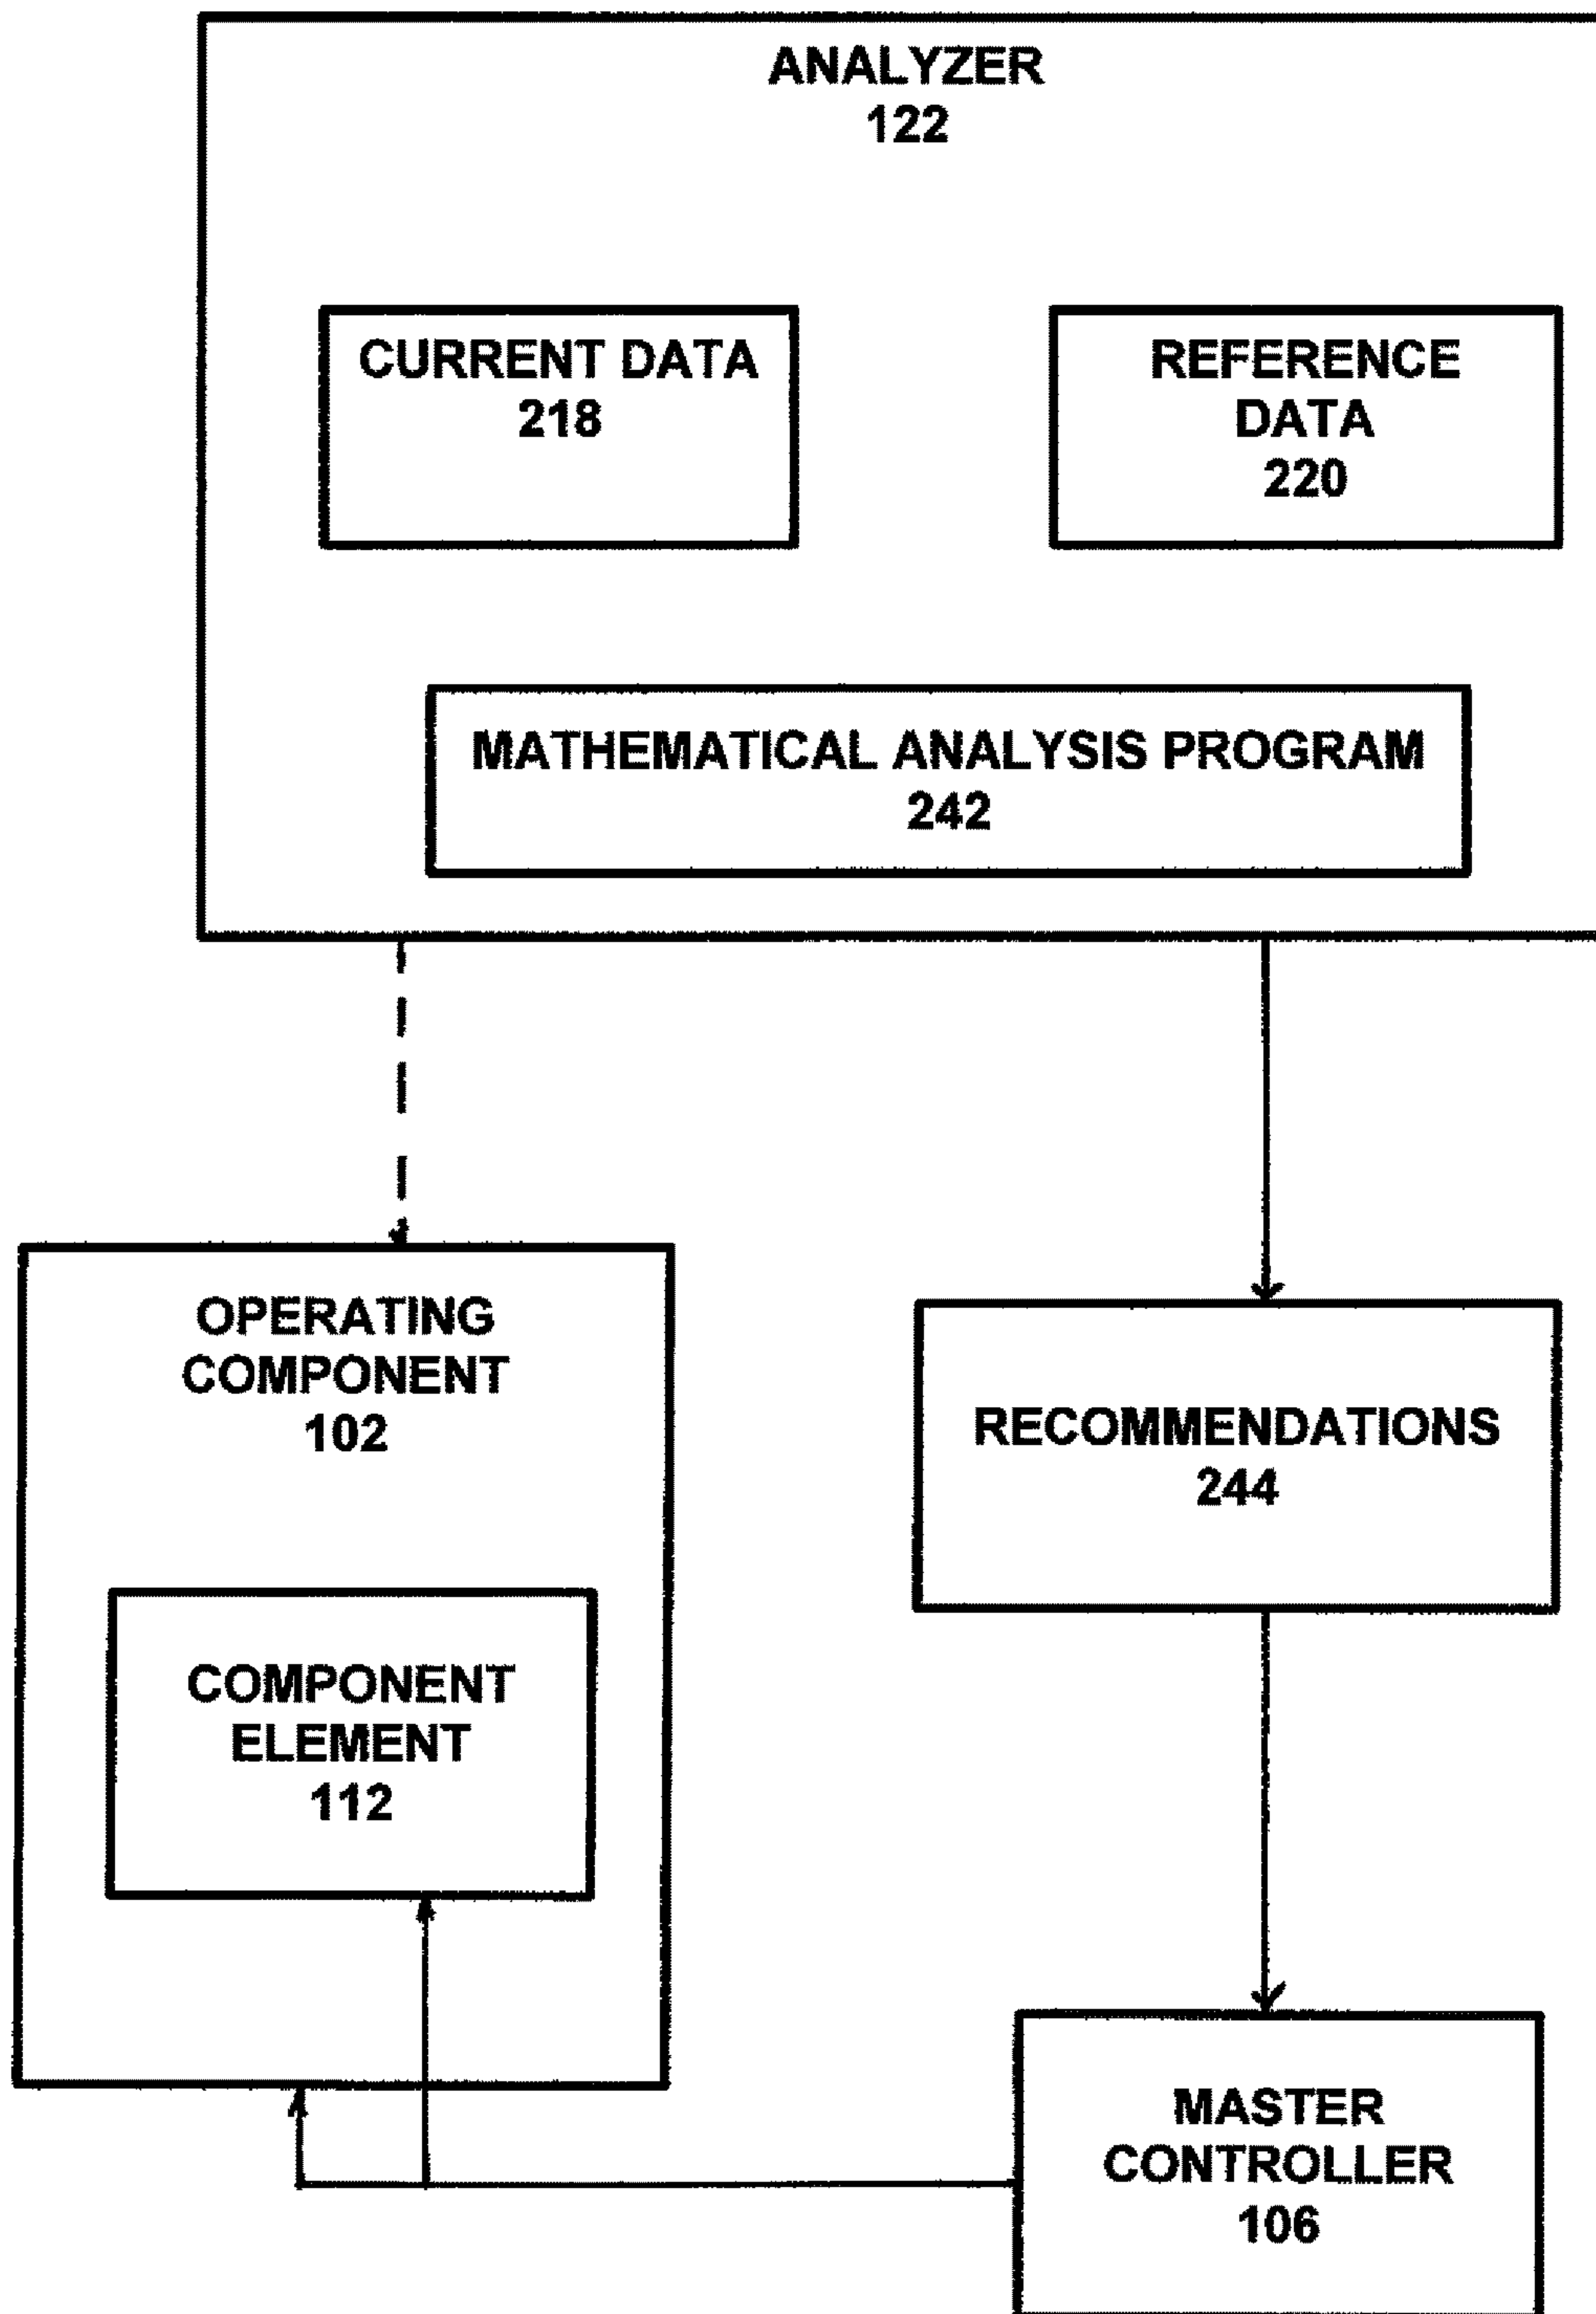 ANALYZER
122
CURRENT DATA
218
REFERENCE
DATA
220
MATHEMATICAL ANALYSIS PROGRAM
242
OPERATING
COMPONENT
102
RECOMMENDATIONS
244
COMPONENT
ELEMENT
112
MASTER
CONTROLLER
106